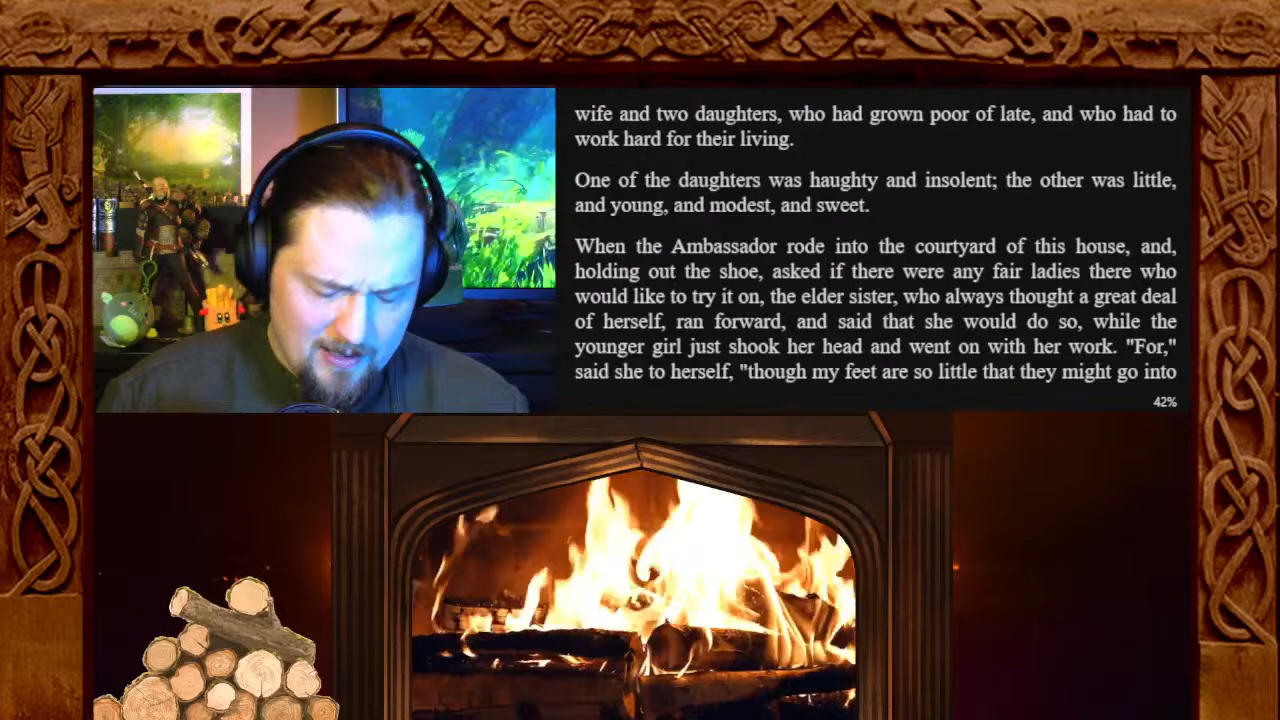 wife and two daughters, who had grown poor of late, and who had to
work hard for their living.
One of the daughters was haughty and insolent; the other was little,
and young, and modest, and sweet.
When the Ambassador rode into the courtyard of this house, and,
holding out the shoe, asked if there were any fair ladies there who
would like to try it on, the elder sister, who always thought a great deal
of herself, ran forward, and said that she would do so, while the
younger girl just shook her head and went on with her work. "For,"
said she to herself, "though my feet are so little that they might go into
42%